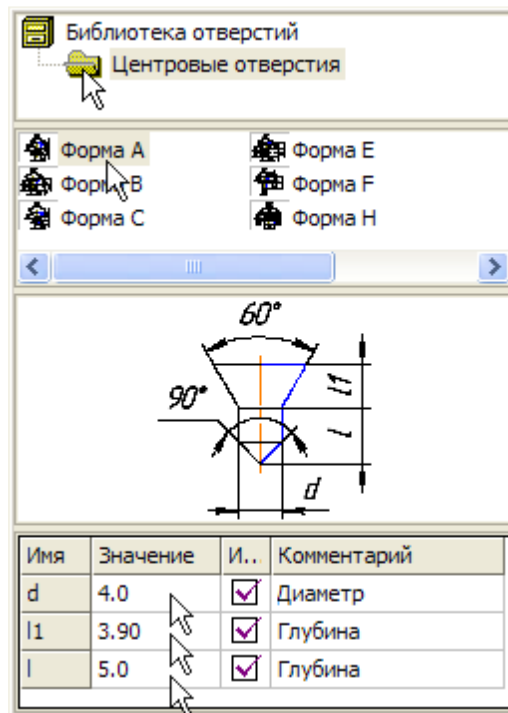 Библиотека отверстий
Центровые отверстия
Форма A Форма E
Форма B Форма F
Форма C Форма H
60°
90°
l1
l
d
Имя Значение И... Комментарий
d 4.0 Диаметр
l1 3.90 Глубина
l 5.0 Глубина